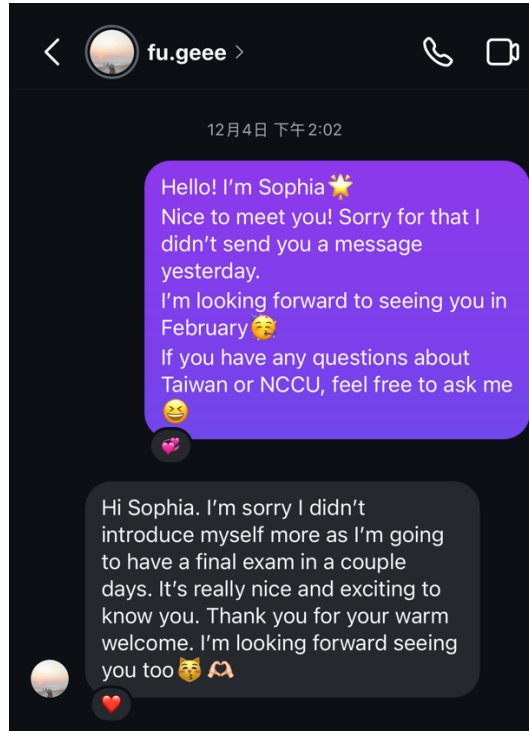 fu.geee
12月4日 下午2:02
Hello! I'm Sophia🌟
Nice to meet you! Sorry for that I
didn't send you a message
yesterday.
I'm looking forward to seeing you in
February🥳
If you have any questions about
Taiwan or NCCU, feel free to ask me
😆
Hi Sophia. I'm sorry I didn't
introduce myself more as I'm going
to have a final exam in a couple
days. It's really nice and exciting to
know you. Thank you for your warm
welcome. I'm looking forward seeing
you too😽🫶🏻